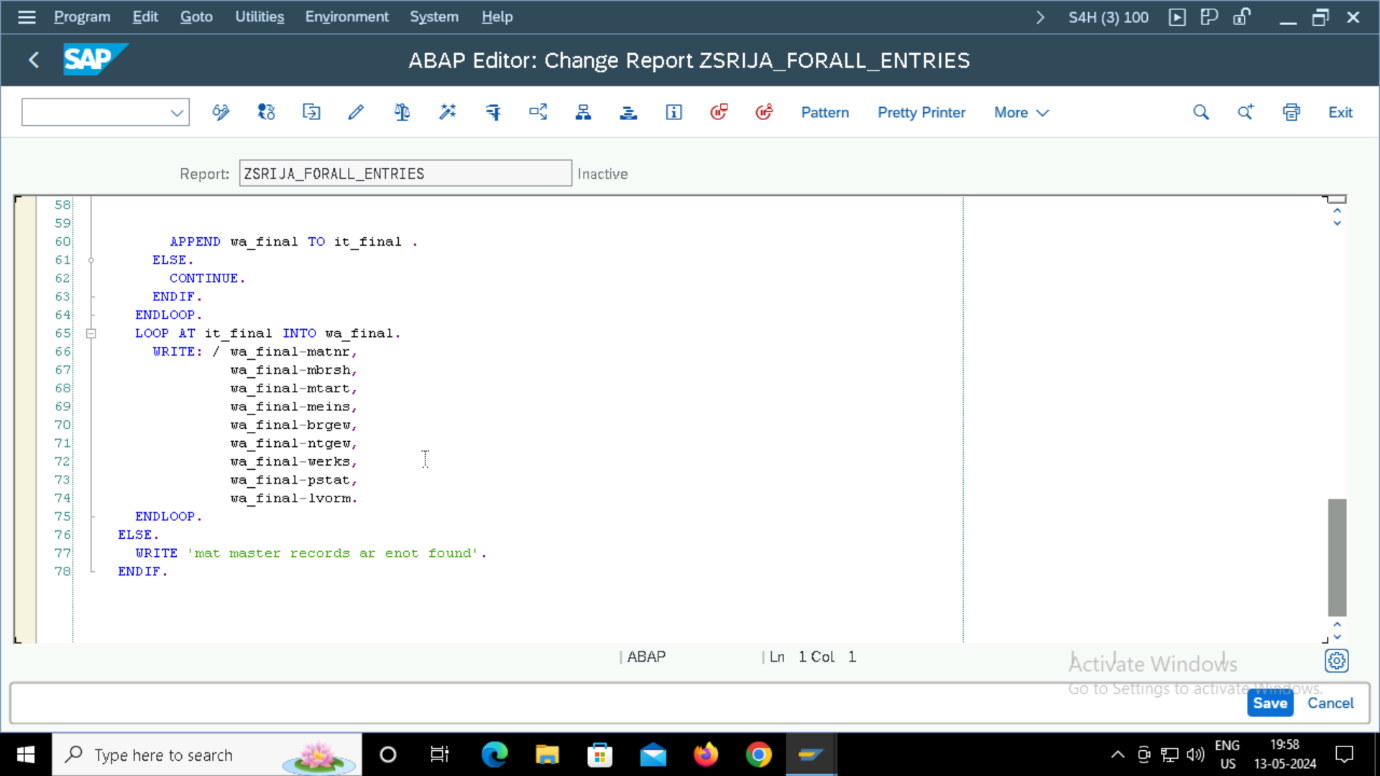 Program Edit Goto Utilities Environment System Help S4H (3) 100
SAP ABAP Editor: Change Report ZSRIJA_FORALL_ENTRIES
Pattern Pretty Printer More Exit
Report: ZSRIJA_FORALL_ENTRIES Inactive
58
59
60 APPEND wa_final TO it_final .
61 ELSE.
62 CONTINUE.
63 ENDIF.
64 ENDLOOP.
65 LOOP AT it_final INTO wa_final.
66 WRITE: / wa_final-matnr,
67 wa_final-mbrsh,
68 wa_final-mtart,
69 wa_final-meins,
70 wa_final-brgew,
71 wa_final-ntgew,
72 wa_final-werks,
73 wa_final-pstat,
74 wa_final-lvorm.
75 ENDLOOP.
76 ELSE.
77 WRITE 'mat master records ar enot found'.
78 ENDIF.
ABAP Ln 1 Col 1
Activate Windows
Go to Settings to activate Windows.
Save Cancel
Type here to search
ENG 19:58
US 13-05-2024